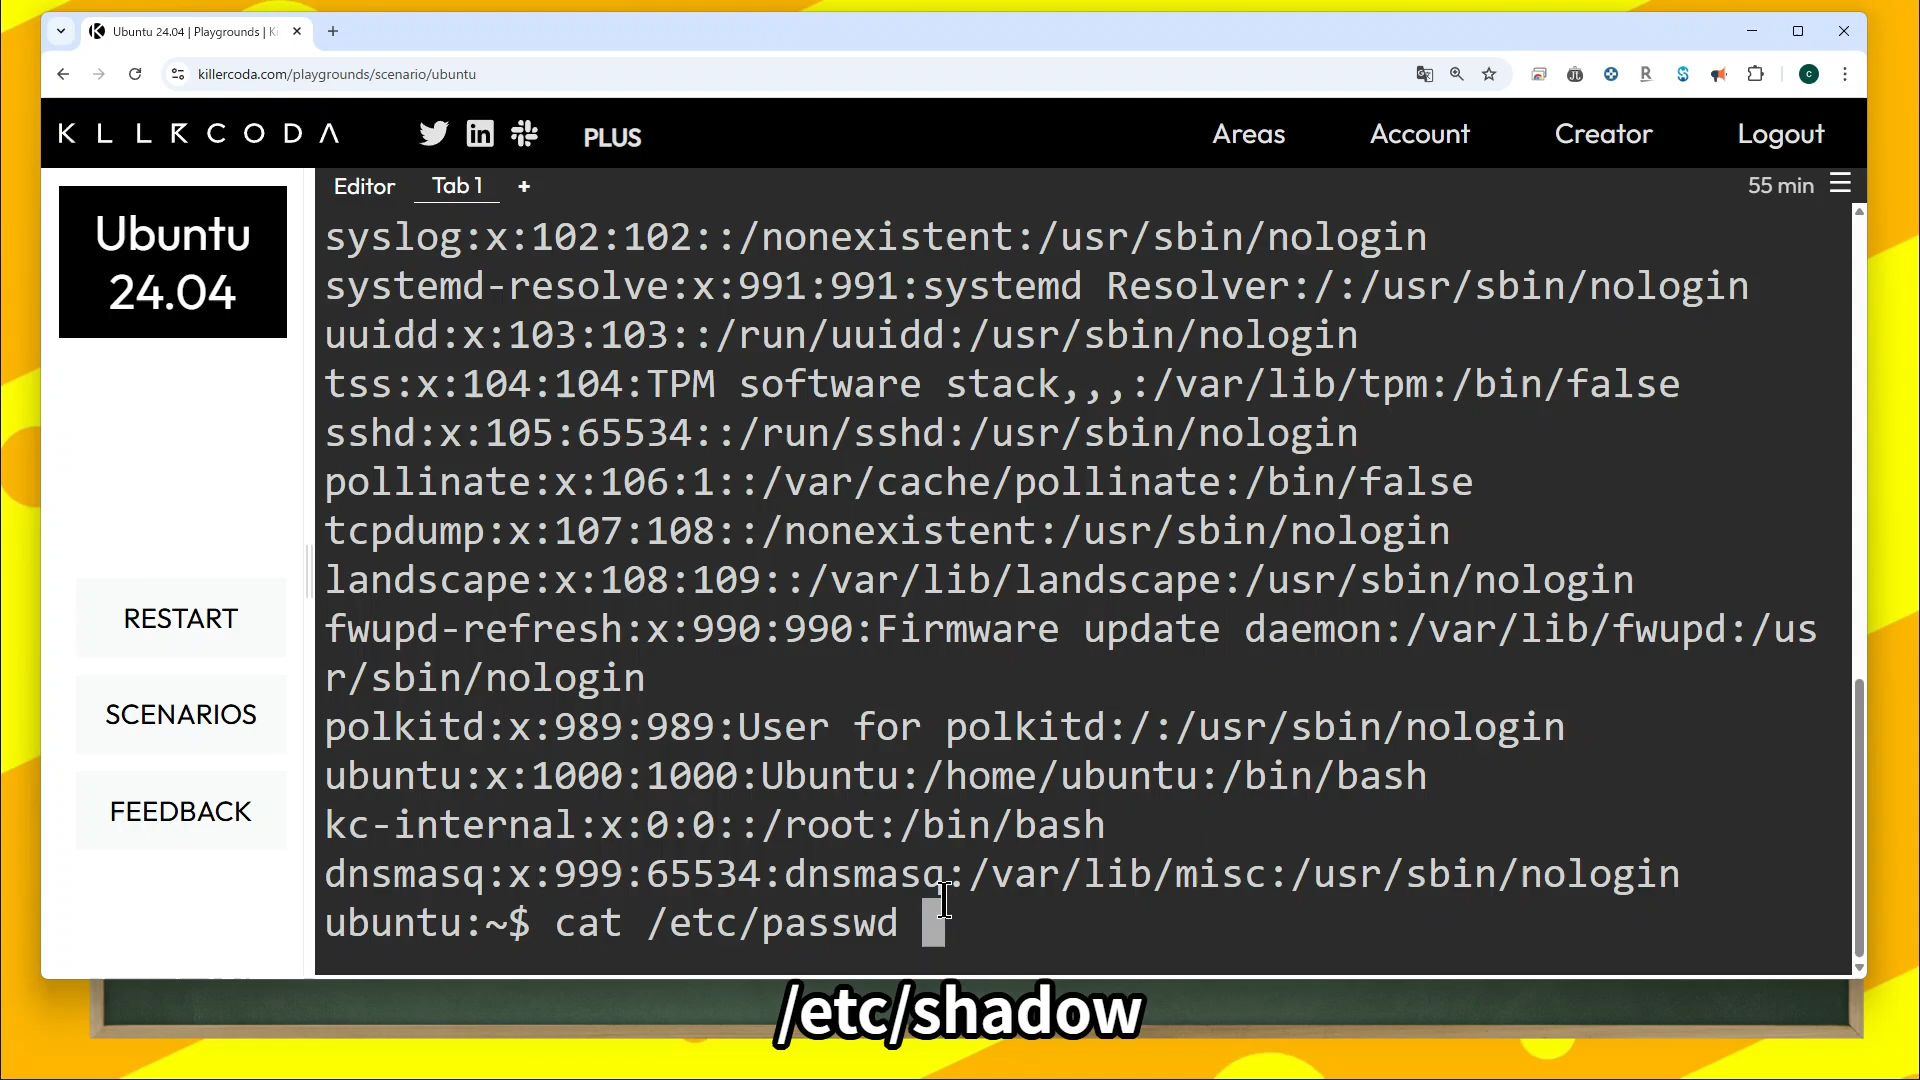 Ubuntu 24.04 | Playgrounds | Ki
killercoda.com/playgrounds/scenario/ubuntu
KLLRCODA
PLUS
Areas
Account
Creator
Logout
Ubuntu
24.04
Editor
Tab 1
+
55 min
syslog:x:102:102::/nonexistent:/usr/sbin/nologin
systemd-resolve:x:991:991:systemd Resolver:/:/usr/sbin/nologin
uuidd:x:103:103::/run/uuidd:/usr/sbin/nologin
tss:x:104:104:TPM software stack,,,:/var/lib/tpm:/bin/false
sshd:x:105:65534::/run/sshd:/usr/sbin/nologin
pollinate:x:106:1::/var/cache/pollinate:/bin/false
tcpdump:x:107:108::/nonexistent:/usr/sbin/nologin
landscape:x:108:109::/var/lib/landscape:/usr/sbin/nologin
fwupd-refresh:x:990:990:Firmware update daemon:/var/lib/fwupd:/us
r/sbin/nologin
polkitd:x:989:989:User for polkitd:/:/usr/sbin/nologin
ubuntu:x:1000:1000:Ubuntu:/home/ubuntu:/bin/bash
kc-internal:x:0:0::/root:/bin/bash
dnsmasq:x:999:65534:dnsmasq:/var/lib/misc:/usr/sbin/nologin
ubuntu:~$ cat /etc/passwd
RESTART
SCENARIOS
FEEDBACK
/etc/shadow